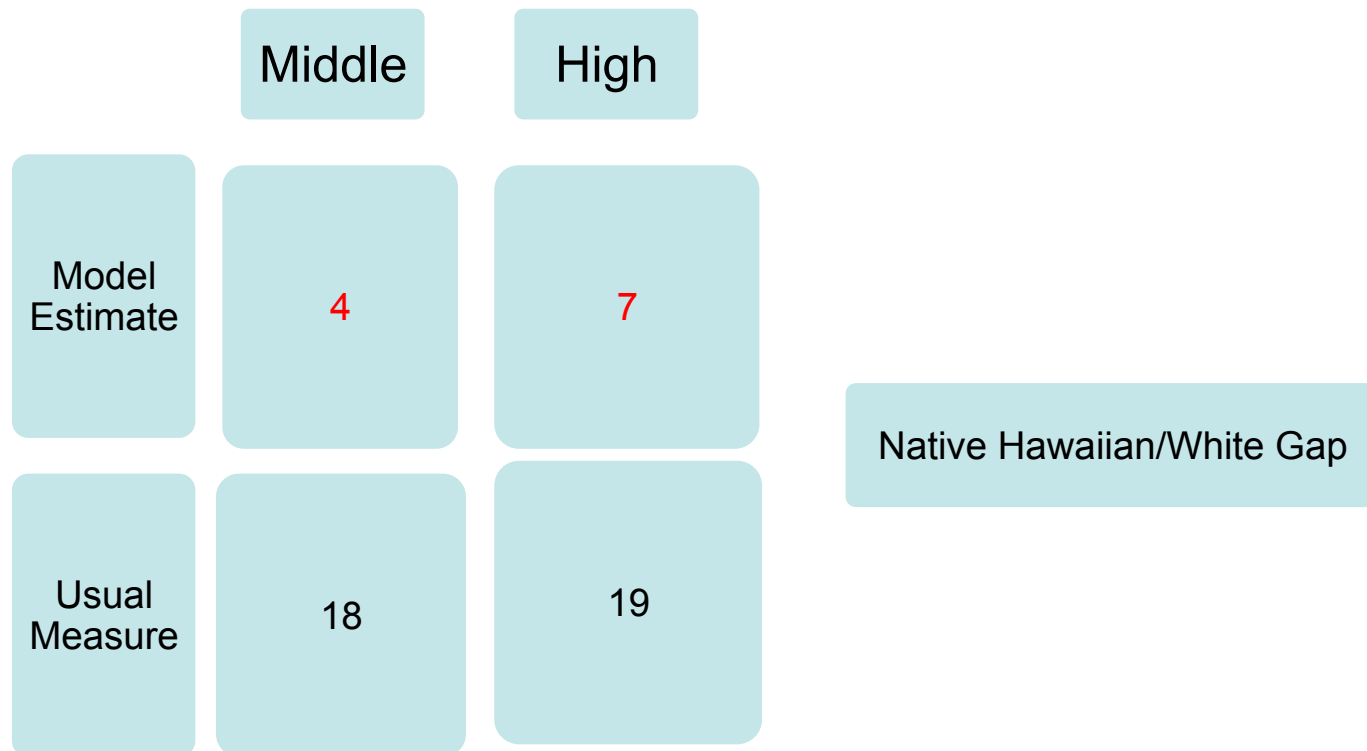 Middle
High
Model
Estimate
4
7
Native Hawaiian/White Gap
Usual
Measure
18
19